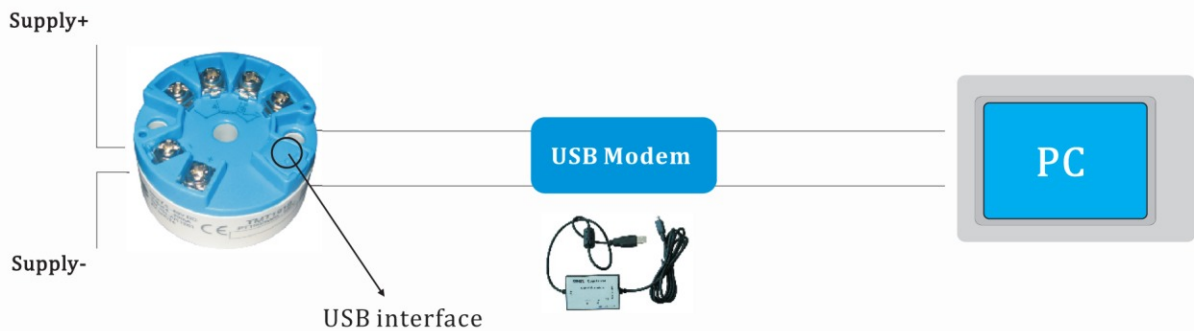 Supply+
USB Modem
PC
Supply-
USB interface